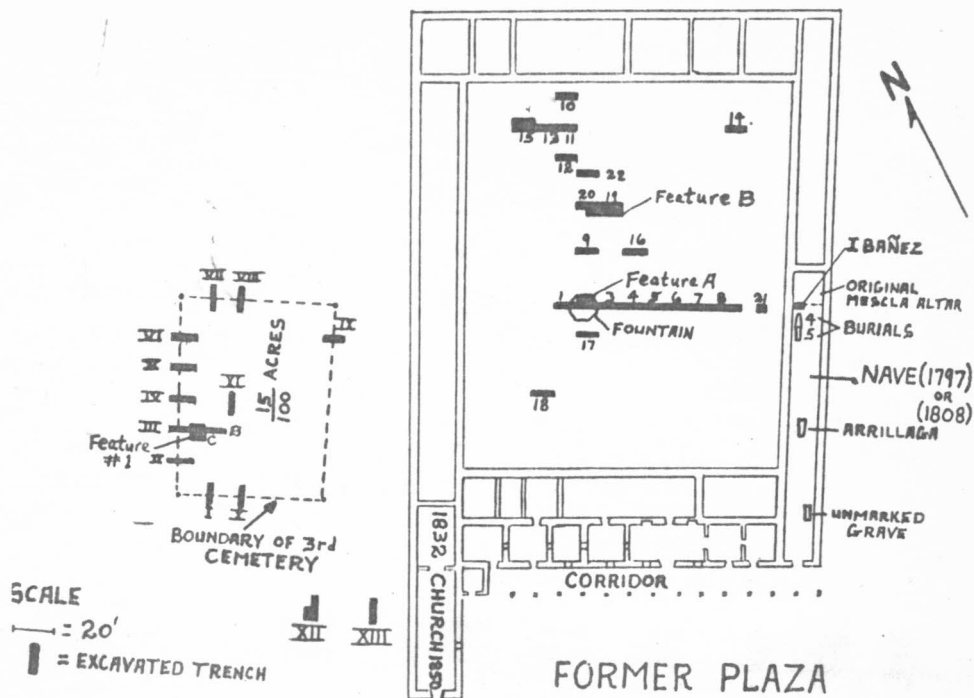 N
10
15 13 11
14
12
22
20 19
Feature B
9
16
Feature A
1 3 4 5 6 7 8 21
FOUNTAIN
17
18
IBAÑEZ
ORIGINAL
MESCLA ALTAR
4
5
BURIALS
NAVE (1797)
OR
(1808)
ARRILLAGA
UNMARKED
GRAVE
VII VIII
IX
VI
X
IV
III
II
XI
15
100
ACRES
B
C
Feature
#1
I V
BOUNDARY OF 3rd
CEMETERY
SCALE
= 20'
= EXCAVATED TRENCH
XII XIII
1832 CHURCH 1850
CORRIDOR
FORMER PLAZA